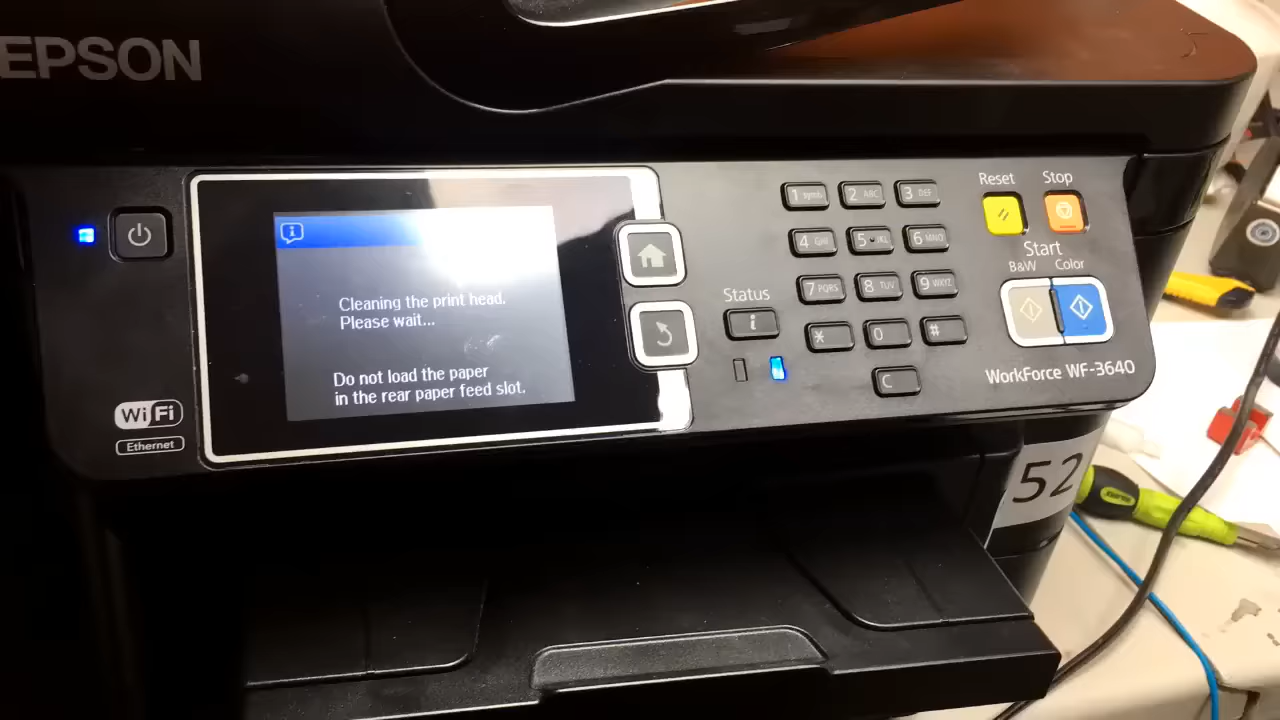 EPSON
Cleaning the print head.
Please wait...
Do not load the paper
in the rear paper feed slot.
WiFi
Ethernet
Status
i
1
2 ABC
3 DEF
4 GHI
5 JKL
6 MNO
7 PQRS
8 TUV
9 WXYZ
*
0
#
C
Reset
Stop
Start
B&W
Color
WorkForce WF-3640
52